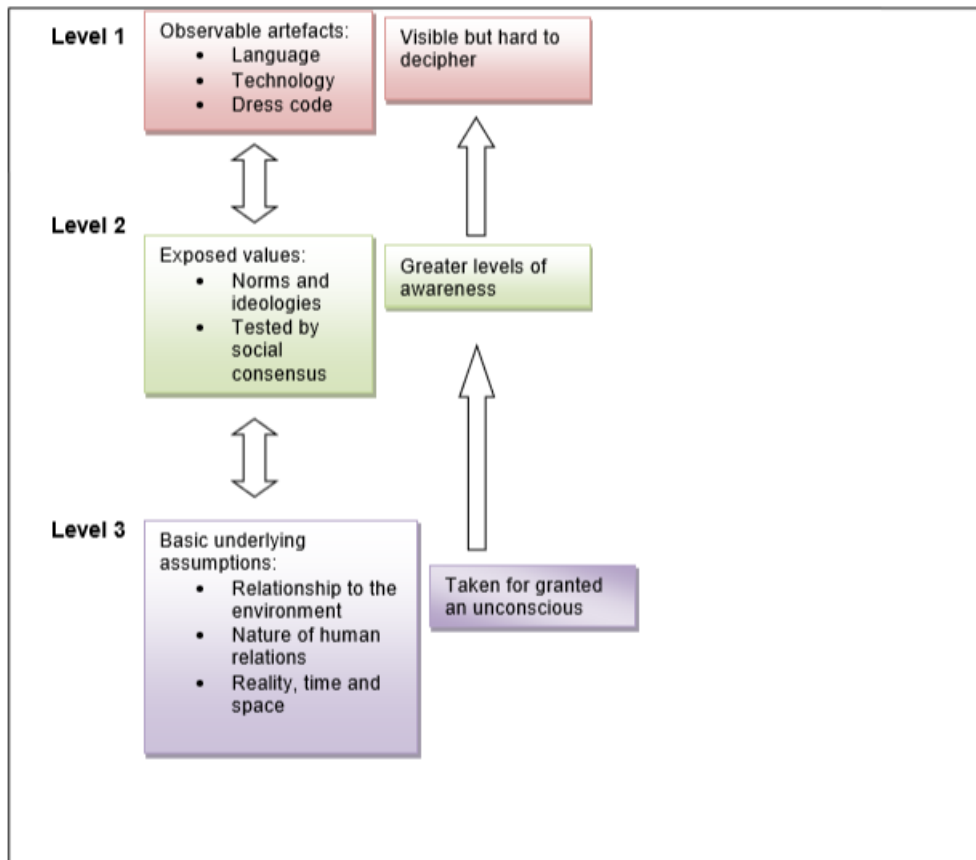 Level 1
Observable artefacts:
• Language
• Technology
• Dress code
Visible but hard to
decipher
Level 2
Exposed values:
• Norms and
ideologies
• Tested by
social
consensus
Greater levels of
awareness
Level 3
Basic underlying
assumptions:
• Relationship to the
environment
• Nature of human
relations
• Reality, time and
space
Taken for granted
an unconscious